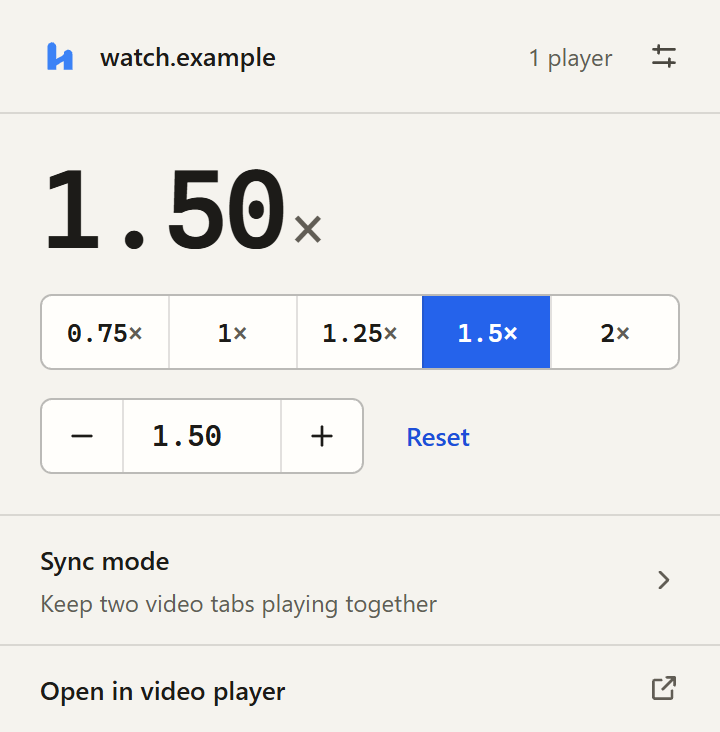 watch.example
1 player
1.50×
0.75× 1× 1.25× 1.5× 2×
− 1.50 + Reset
Sync mode
Keep two video tabs playing together
Open in video player